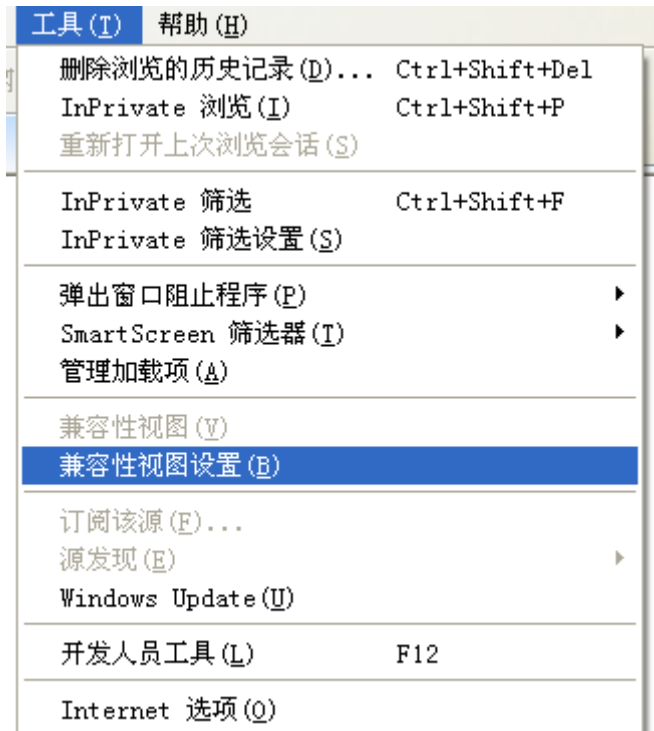 工具(T) 帮助(H)
删除浏览的历史记录(D)... Ctrl+Shift+Del
InPrivate 浏览(I) Ctrl+Shift+P
重新打开上次浏览会话(S)
InPrivate 筛选 Ctrl+Shift+F
InPrivate 筛选设置(S)
弹出窗口阻止程序(P)
SmartScreen 筛选器(T)
管理加载项(A)
兼容性视图(V)
兼容性视图设置(B)
订阅该源(F)...
源发现(E)
Windows Update(U)
开发人员工具(L) F12
Internet 选项(O)